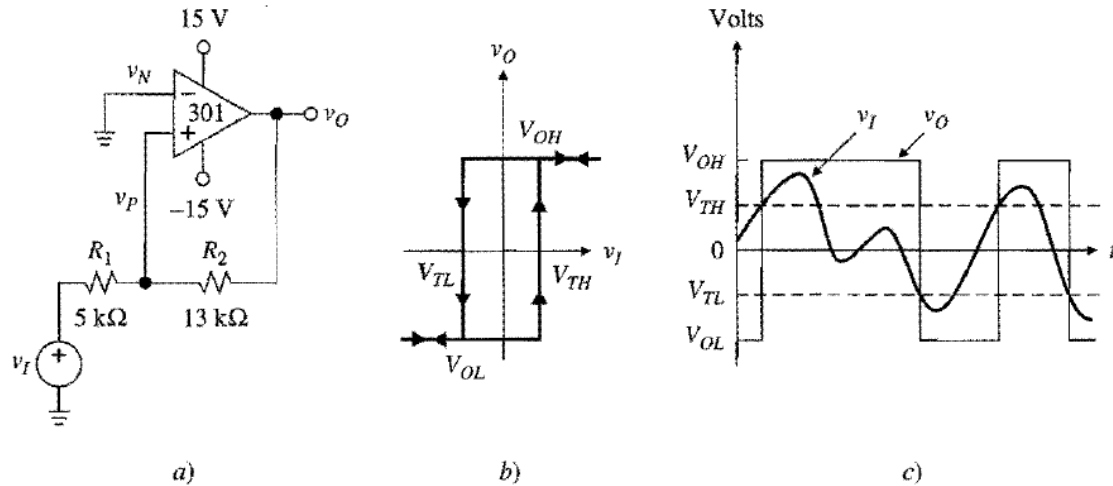 15 V
v_N
301
v_O
−15 V
v_P
R_1
R_2
5 kΩ
13 kΩ
v_I
a)
v_O
V_OH
v_I
V_TL
V_TH
V_OL
b)
Volts
v_I
v_O
V_OH
V_TH
0
t
V_TL
V_OL
c)